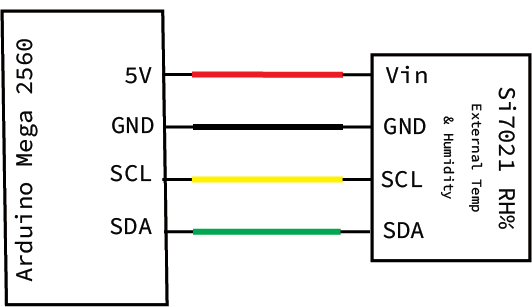 Arduino Mega 2560
5V
GND
SCL
SDA
Vin
GND
SCL
SDA
Si7021 RH%
External Temp
& Humidity